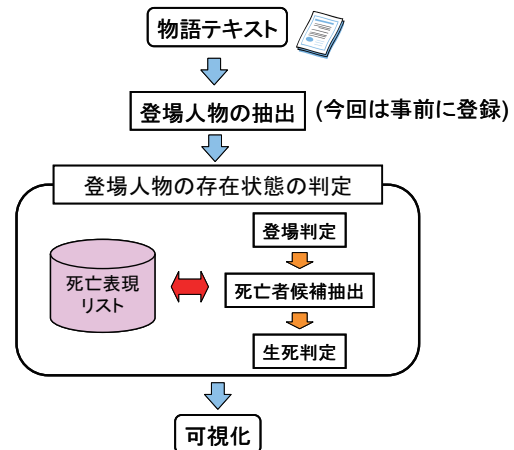 物語テキスト
登場人物の抽出 (今回は事前に登録)
登場人物の存在状態の判定
登場判定
死亡表現
リスト
死亡者候補抽出
生死判定
可視化